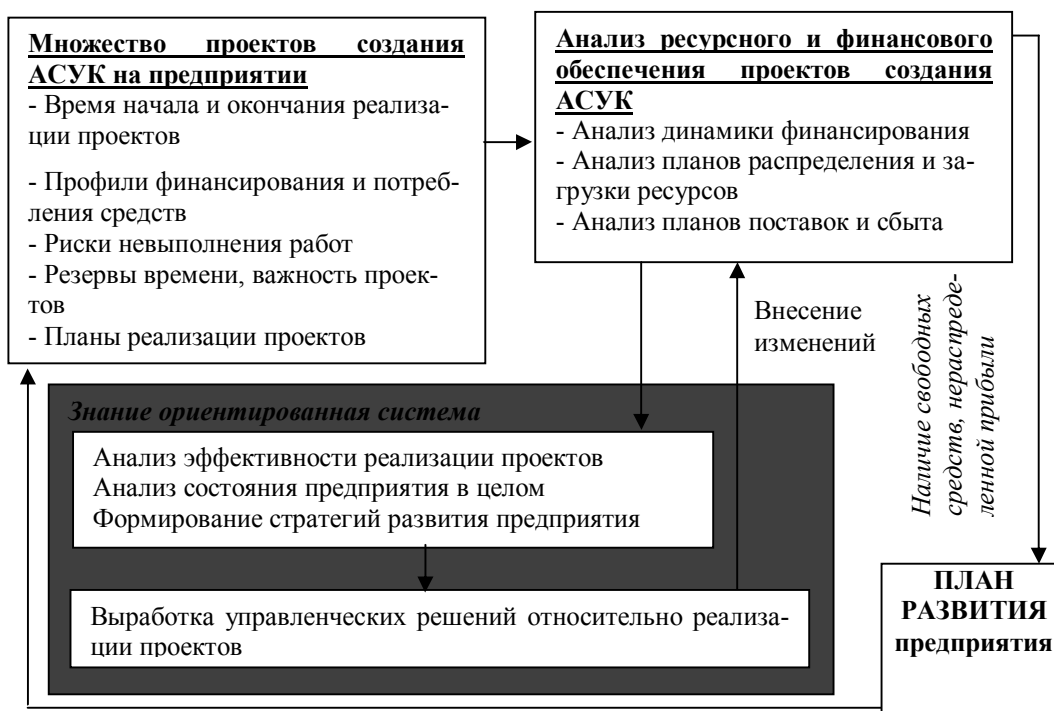 Множество проектов создания
АСУК на предприятии
- Время начала и окончания реализа-
ции проектов
- Профили финансирования и потреб-
ления средств
- Риски невыполнения работ
- Резервы времени, важность проек-
тов
- Планы реализации проектов
Анализ ресурсного и финансового
обеспечения проектов создания
АСУК
- Анализ динамики финансирования
- Анализ планов распределения и за-
грузки ресурсов
- Анализ планов поставок и сбыта
Внесение
изменений
Наличие свободных
средств, нераспреде-
ленной прибыли
Знание ориентированная система
Анализ эффективности реализации проектов
Анализ состояния предприятия в целом
Формирование стратегий развития предприятия
Выработка управленческих решений относительно реализа-
ции проектов
ПЛАН
РАЗВИТИЯ
предприятия